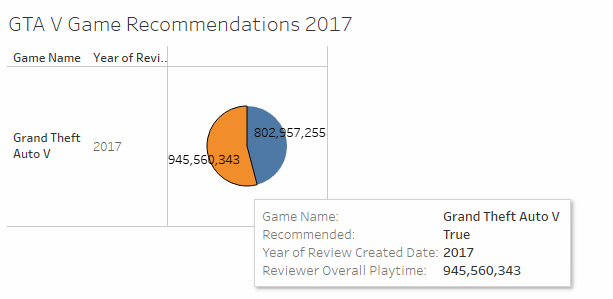 GTA V Game Recommendations 2017
Game Name Year of Revi..
Grand Theft
Auto V
2017
802,957,255
945,560,343
Game Name: Grand Theft Auto V
Recommended: True
Year of Review Created Date: 2017
Reviewer Overall Playtime: 945,560,343